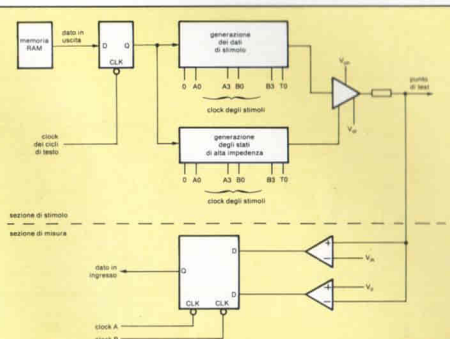 memoria
RAM
dato in
uscita
D
Q
CLK
generazione
dei dati
di stimolo
0 A0 A3 B0 B3 T0
clock degli stimoli
clock
dei cicli
di testo
generazione
degli stati
di alta impedenza
0 A0 A3 B0 B3 T0
clock degli stimoli
punto
di test
sezione di stimolo
sezione di misura
dato in
ingresso
Q
D
D
CLK
CLK
+
−
+
−
clock A